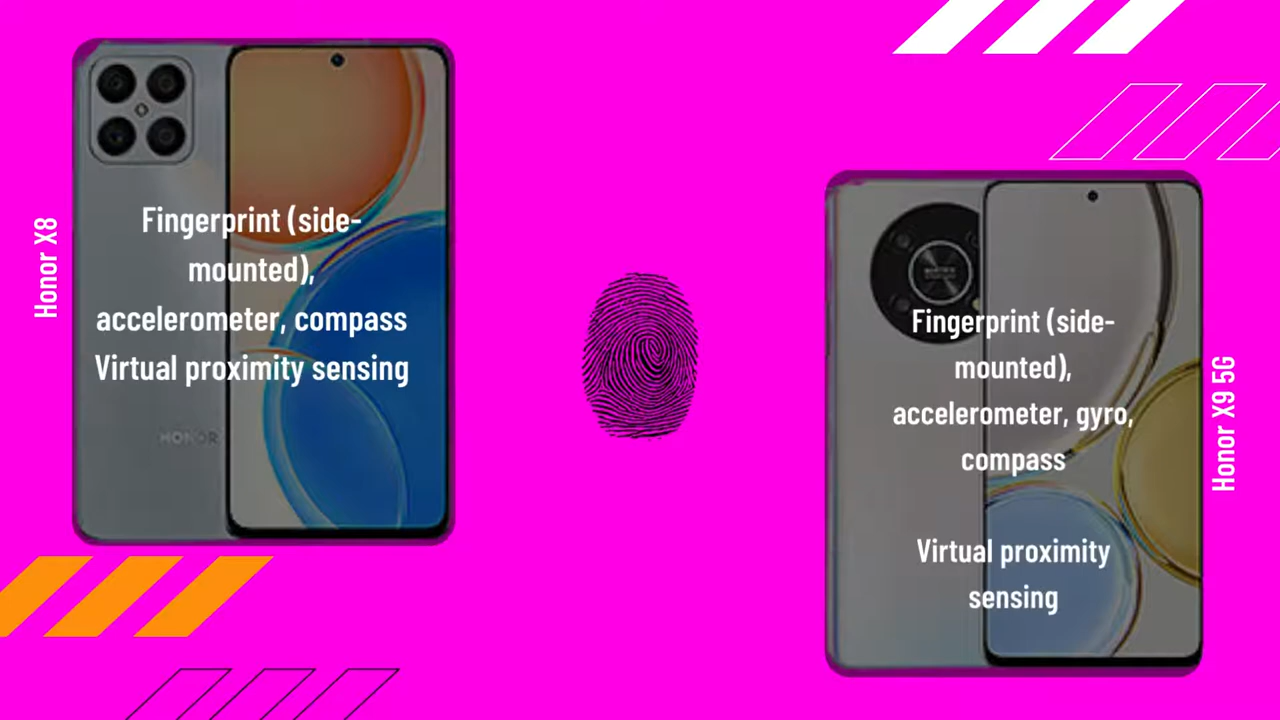 Honor X8
Fingerprint (side-
mounted),
accelerometer, compass
Virtual proximity sensing
HONOR
Fingerprint (side-
mounted),
accelerometer, gyro,
compass
Virtual proximity
sensing
Honor X9 5G